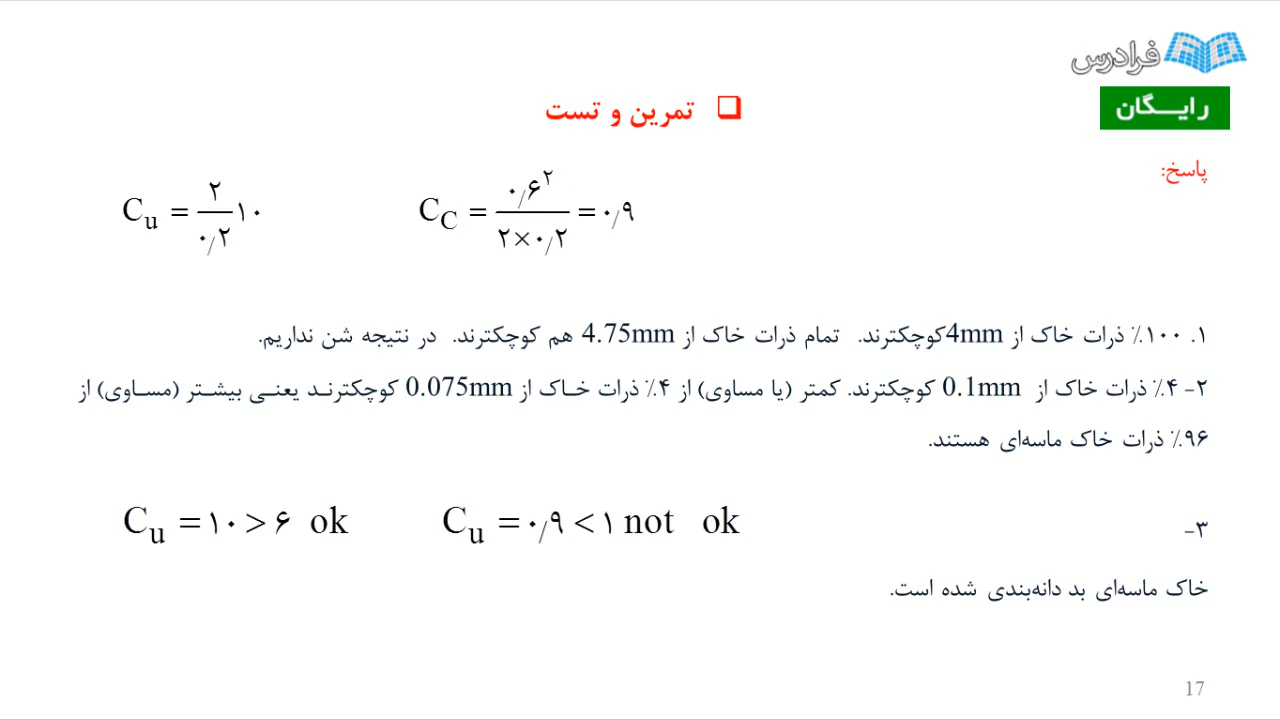 فرادرس
رایگان
تمرین و تست
پاسخ:
Cu = ۲ / ۰/۲ ۱۰    CC = ۰/۶² / ۲×۰/۲ = ۰/۹
۱. ۱۰۰٪ ذرات خاک از 4mm کوچکترند. تمام ذرات خاک از 4.75mm هم کوچکترند. در نتیجه شن نداریم.
۲- ۴٪ ذرات خاک از 0.1mm کوچکترند. کمتر (یا مساوی) از ۴٪ ذرات خاک از 0.075mm کوچکترند یعنی بیشتر (مساوی) از
۹۶٪ ذرات خاک ماسه‌ای هستند.
۳-    Cu = ۱۰ > ۶ ok    Cu = ۰/۹ < ۱ not ok
خاک ماسه‌ای بد دانه‌بندی شده است.
17